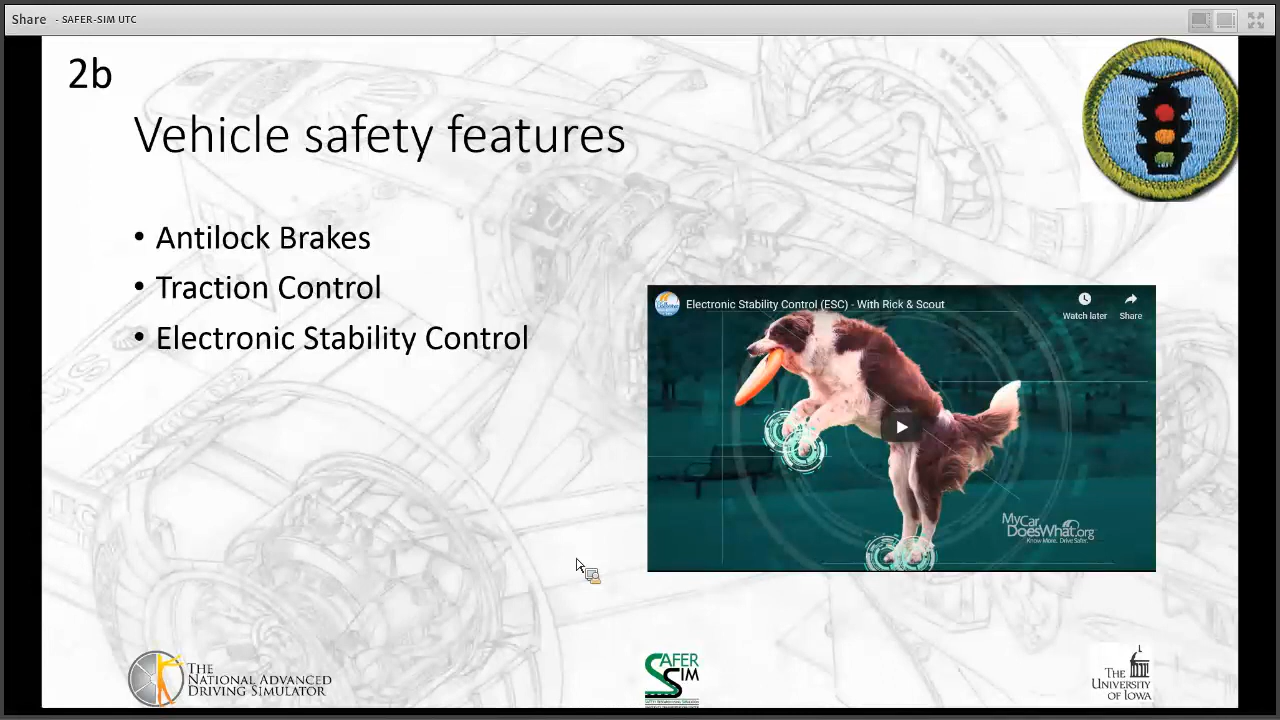 Share - SAFER-SIM UTC
2b
Vehicle safety features
• Antilock Brakes
• Traction Control
• Electronic Stability Control
Electronic Stability Control (ESC) - With Rick & Scout
Watch later
Share
MyCar
DoesWhat.org
Know More. Drive Safer.
THE
NATIONAL ADVANCED
DRIVING SIMULATOR
SAFER
SIM
THE
UNIVERSITY
OF IOWA